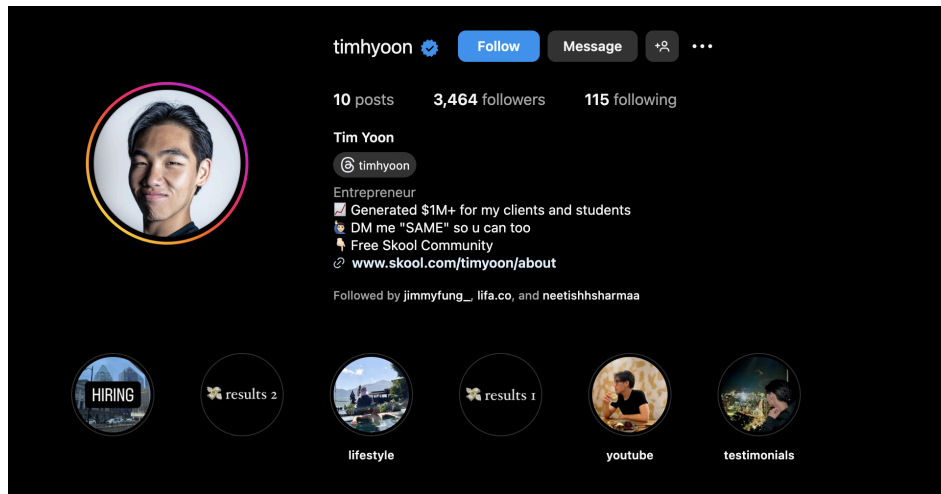 timhyoon Follow Message
10 posts 3,464 followers 115 following
Tim Yoon
timhyoon
Entrepreneur
📈 Generated $1M+ for my clients and students
🙋🏻‍♂️ DM me "SAME" so u can too
👇🏻 Free Skool Community
www.skool.com/timyoon/about
Followed by jimmyfung_, lifa.co, and neetishhsharmaa
HIRING
💸 results 2
💸 results 1
lifestyle
youtube
testimonials